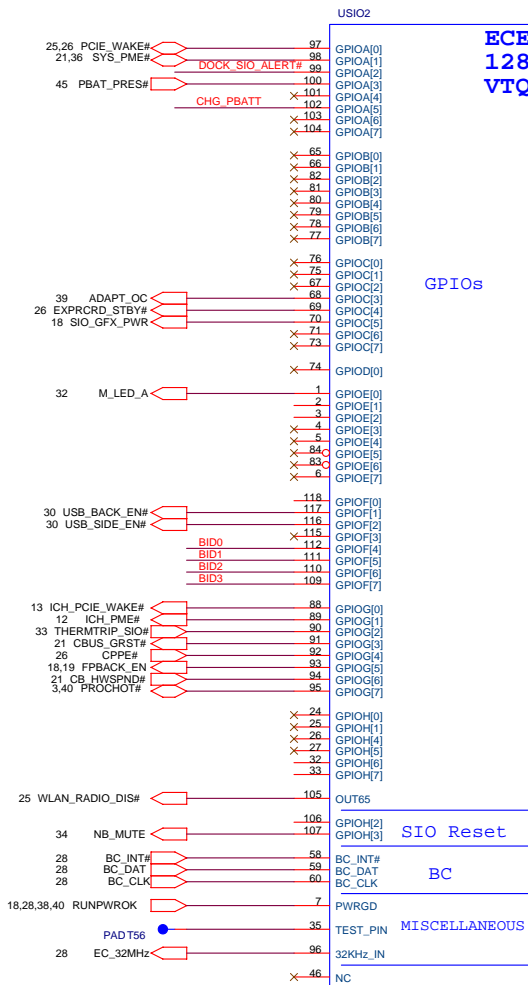 USIO2
ECE
128
VTQ
25,26 PCIE_WAKE# 97 GPIOA[0]
21,36 SYS_PME# 98 GPIOA[1]
DOCK_SIO_ALERT# 99 GPIOA[2]
45 PBAT_PRES# 100 GPIOA[3]
101 GPIOA[4]
CHG_PBATT 102 GPIOA[5]
103 GPIOA[6]
104 GPIOA[7]
65 GPIOB[0]
66 GPIOB[1]
82 GPIOB[2]
81 GPIOB[3]
80 GPIOB[4]
79 GPIOB[5]
78 GPIOB[6]
77 GPIOB[7]
76 GPIOC[0]
75 GPIOC[1]
67 GPIOC[2]
GPIOs
39 ADAPT_OC 68 GPIOC[3]
26 EXPRCRD_STBY# 69 GPIOC[4]
18 SIO_GFX_PWR 70 GPIOC[5]
71 GPIOC[6]
73 GPIOC[7]
74 GPIOD[0]
32 M_LED_A 1 GPIOE[0]
2 GPIOE[1]
3 GPIOE[2]
4 GPIOE[3]
5 GPIOE[4]
84 GPIOE[5]
83 GPIOE[6]
6 GPIOE[7]
118 GPIOF[0]
30 USB_BACK_EN# 117 GPIOF[1]
30 USB_SIDE_EN# 116 GPIOF[2]
115 GPIOF[3]
BID0 112 GPIOF[4]
BID1 111 GPIOF[5]
BID2 110 GPIOF[6]
BID3 109 GPIOF[7]
13 ICH_PCIE_WAKE# 88 GPIOG[0]
12 ICH_PME# 89 GPIOG[1]
33 THERMTRIP_SIO# 90 GPIOG[2]
21 CBUS_GRST# 91 GPIOG[3]
26 CPPE# 92 GPIOG[4]
18,19 FPBACK_EN 93 GPIOG[5]
21 CB_HWSPND# 94 GPIOG[6]
3,40 PROCHOT# 95 GPIOG[7]
24 GPIOH[0]
25 GPIOH[1]
26 GPIOH[4]
27 GPIOH[5]
32 GPIOH[6]
33 GPIOH[7]
25 WLAN_RADIO_DIS# 105 OUT65
106 GPIOH[2]
34 NB_MUTE 107 GPIOH[3] SIO Reset
28 BC_INT# 58 BC_INT#
28 BC_DAT 59 BC_DAT BC
28 BC_CLK 60 BC_CLK
18,28,38,40 RUNPWROK 7 PWRGD
PAD T56 35 TEST_PIN MISCELLANEOUS
28 EC_32MHz 96 32KHz_IN
46 NC